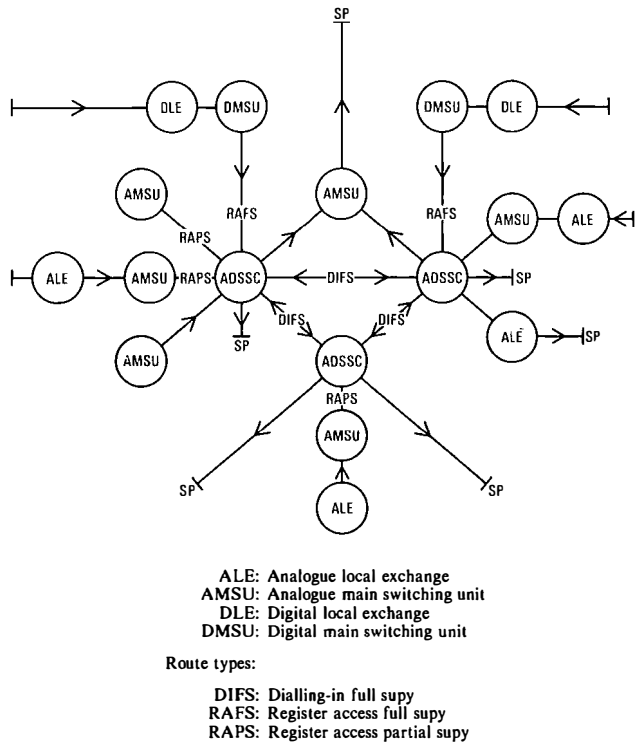 SP
DLE DMSU DMSU DLE
AMSU AMSU
RAFS RAFS AMSU ALE
RAPS
ALE AMSU RAPS ADSSC DIFS ADSSC SP
DIFS DIFS
AMSU SP ADSSC ALE SP
RAPS
AMSU
SP SP
ALE
ALE: Analogue local exchange
AMSU: Analogue main switching unit
DLE: Digital local exchange
DMSU: Digital main switching unit
Route types:
DIFS: Dialling-in full supy
RAFS: Register access full supy
RAPS: Register access partial supy